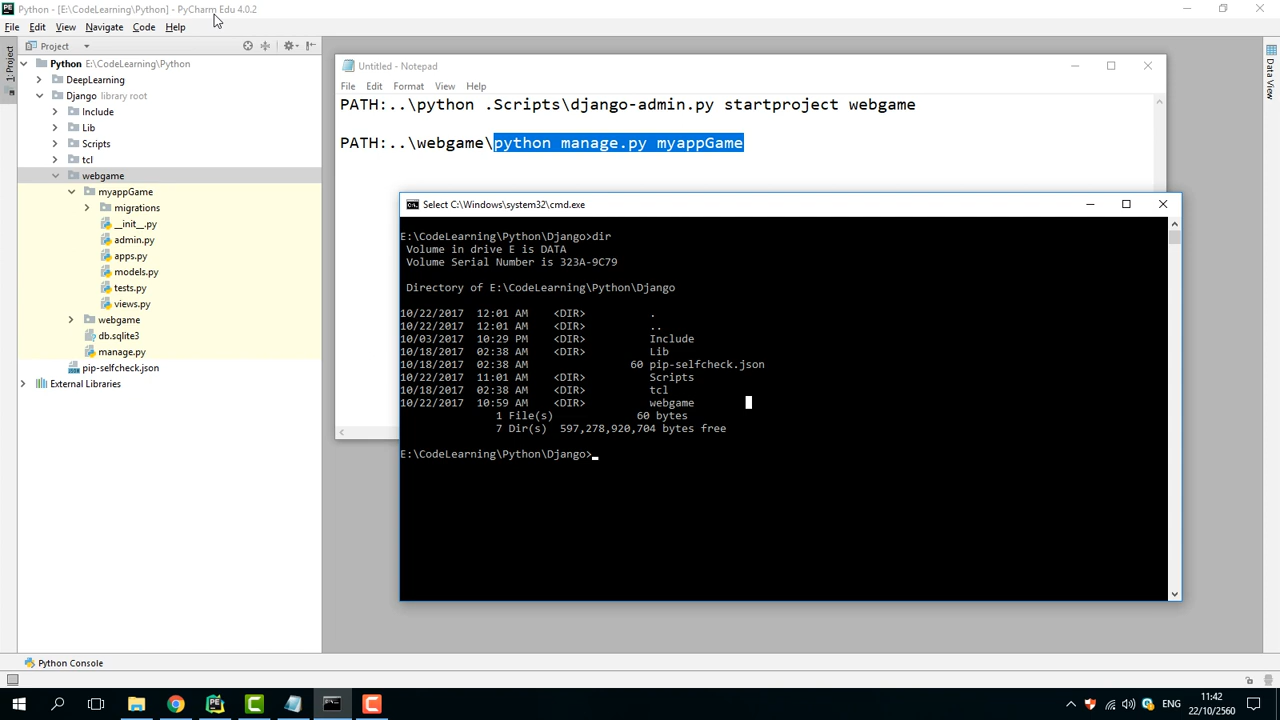 Python - [E:\CodeLearning\Python] - PyCharm Edu 4.0.2
File Edit View Navigate Code Help
Project
1: Project
Python E:\CodeLearning\Python
DeepLearning
Django library root
Include
Lib
Scripts
tcl
webgame
myappGame
migrations
__init__.py
admin.py
apps.py
models.py
tests.py
views.py
webgame
db.sqlite3
manage.py
pip-selfcheck.json
External Libraries
Data View
Untitled - Notepad
File Edit Format View Help
PATH:..\python .Scripts\django-admin.py startproject webgame
PATH:..\webgame\python manage.py myappGame
Select C:\Windows\system32\cmd.exe
E:\CodeLearning\Python\Django>dir
Volume in drive E is DATA
Volume Serial Number is 323A-9C79
Directory of E:\CodeLearning\Python\Django
10/22/2017 12:01 AM <DIR> .
10/22/2017 12:01 AM <DIR> ..
10/03/2017 10:29 PM <DIR> Include
10/18/2017 02:38 AM <DIR> Lib
10/18/2017 02:38 AM 60 pip-selfcheck.json
10/22/2017 11:01 AM <DIR> Scripts
10/18/2017 02:38 AM <DIR> tcl
10/22/2017 10:59 AM <DIR> webgame
1 File(s) 60 bytes
7 Dir(s) 597,278,920,704 bytes free
E:\CodeLearning\Python\Django>_
Python Console
PE
ENG
11:42
22/10/2560